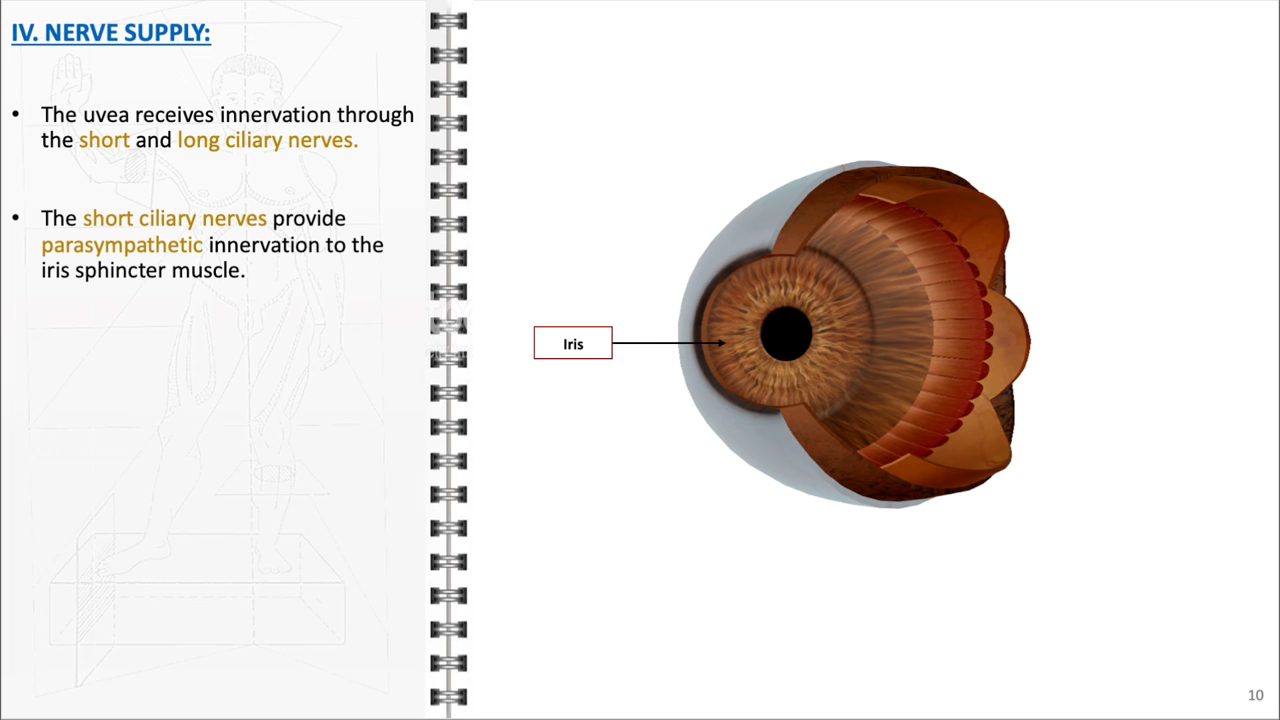 IV. NERVE SUPPLY:
• The uvea receives innervation through
the short and long ciliary nerves.
• The short ciliary nerves provide
parasympathetic innervation to the
iris sphincter muscle.
Iris
10